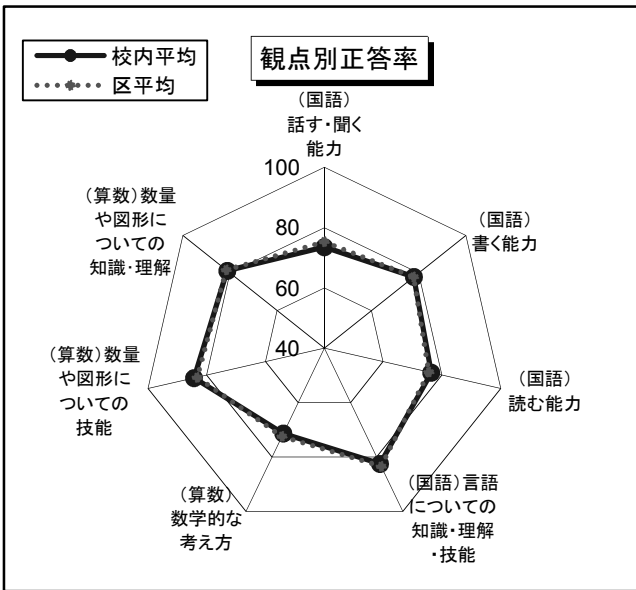 校内平均
区平均
観点別正答率
(国語)
話す・聞く
能力
(国語)
書く能力
(国語)
読む能力
(国語)言語
についての
知識・理解
・技能
(算数)
数学的な
考え方
(算数)数量
や図形に
ついての
技能
(算数)数量
や図形に
ついての
知識・理解
100
80
60
40